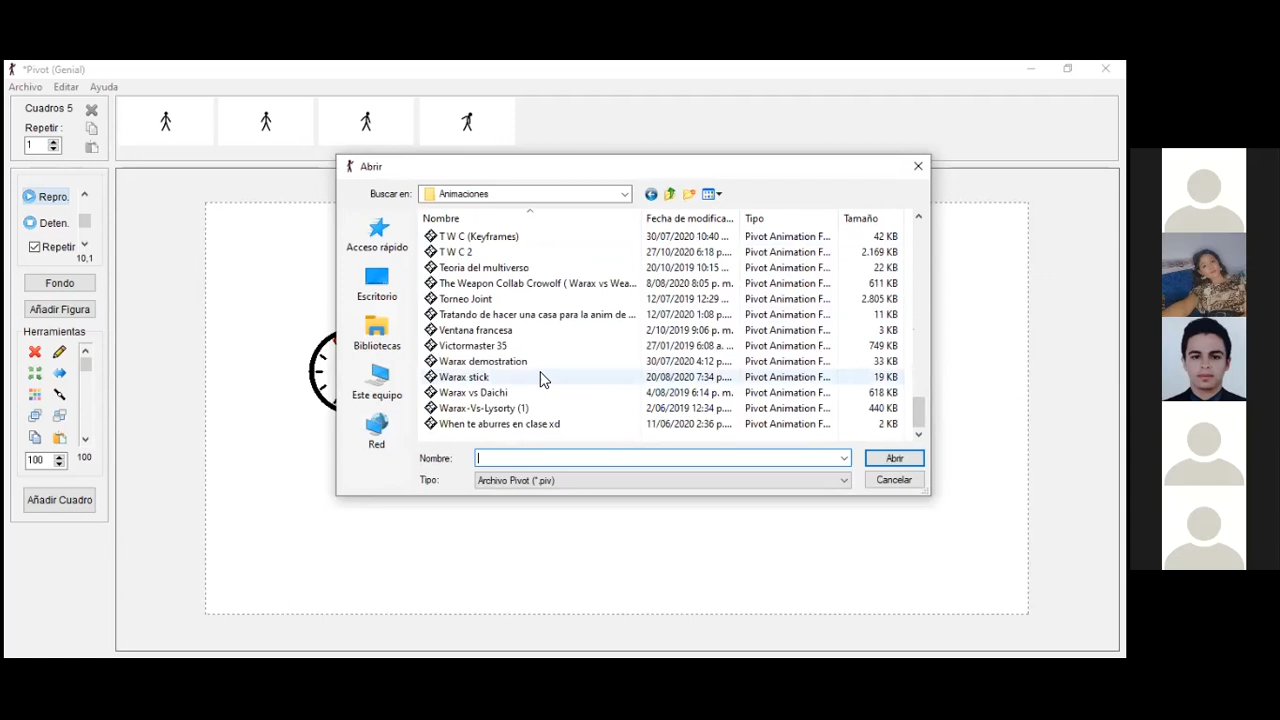 *Pivot (Genial)
Archivo Editar Ayuda
Cuadros 5
Repetir :
1
Repro.
Deten.
Repetir
10,1
Fondo
Añadir Figura
Herramientas
100 100
Añadir Cuadro
Abrir
Buscar en: Animaciones
Acceso rápido
Escritorio
Bibliotecas
Este equipo
Red
Nombre Fecha de modifica... Tipo Tamaño
T W C (Keyframes) 30/07/2020 10:40 ... Pivot Animation F... 42 KB
T W C 2 27/10/2020 6:18 p.... Pivot Animation F... 2.169 KB
Teoria del multiverso 20/10/2019 10:15 ... Pivot Animation F... 22 KB
The Weapon Collab Crowolf ( Warax vs Wea... 8/08/2020 8:05 p. m. Pivot Animation F... 611 KB
Torneo Joint 12/07/2019 12:29 ... Pivot Animation F... 2.805 KB
Tratando de hacer una casa para la anim de ... 12/07/2020 1:08 p.... Pivot Animation F... 11 KB
Ventana francesa 2/10/2019 9:06 p. m. Pivot Animation F... 3 KB
Victormaster 35 27/01/2019 6:08 a. ... Pivot Animation F... 749 KB
Warax demostration 30/07/2020 4:12 p.... Pivot Animation F... 33 KB
Warax stick 20/08/2020 7:34 p.... Pivot Animation F... 19 KB
Warax vs Daichi 4/08/2019 6:14 p. m. Pivot Animation F... 618 KB
Warax-Vs-Lysorty (1) 2/06/2019 12:34 p.... Pivot Animation F... 440 KB
When te aburres en clase xd 11/06/2020 2:36 p.... Pivot Animation F... 2 KB
Nombre: Abrir
Tipo: Archivo Pivot (*.piv) Cancelar